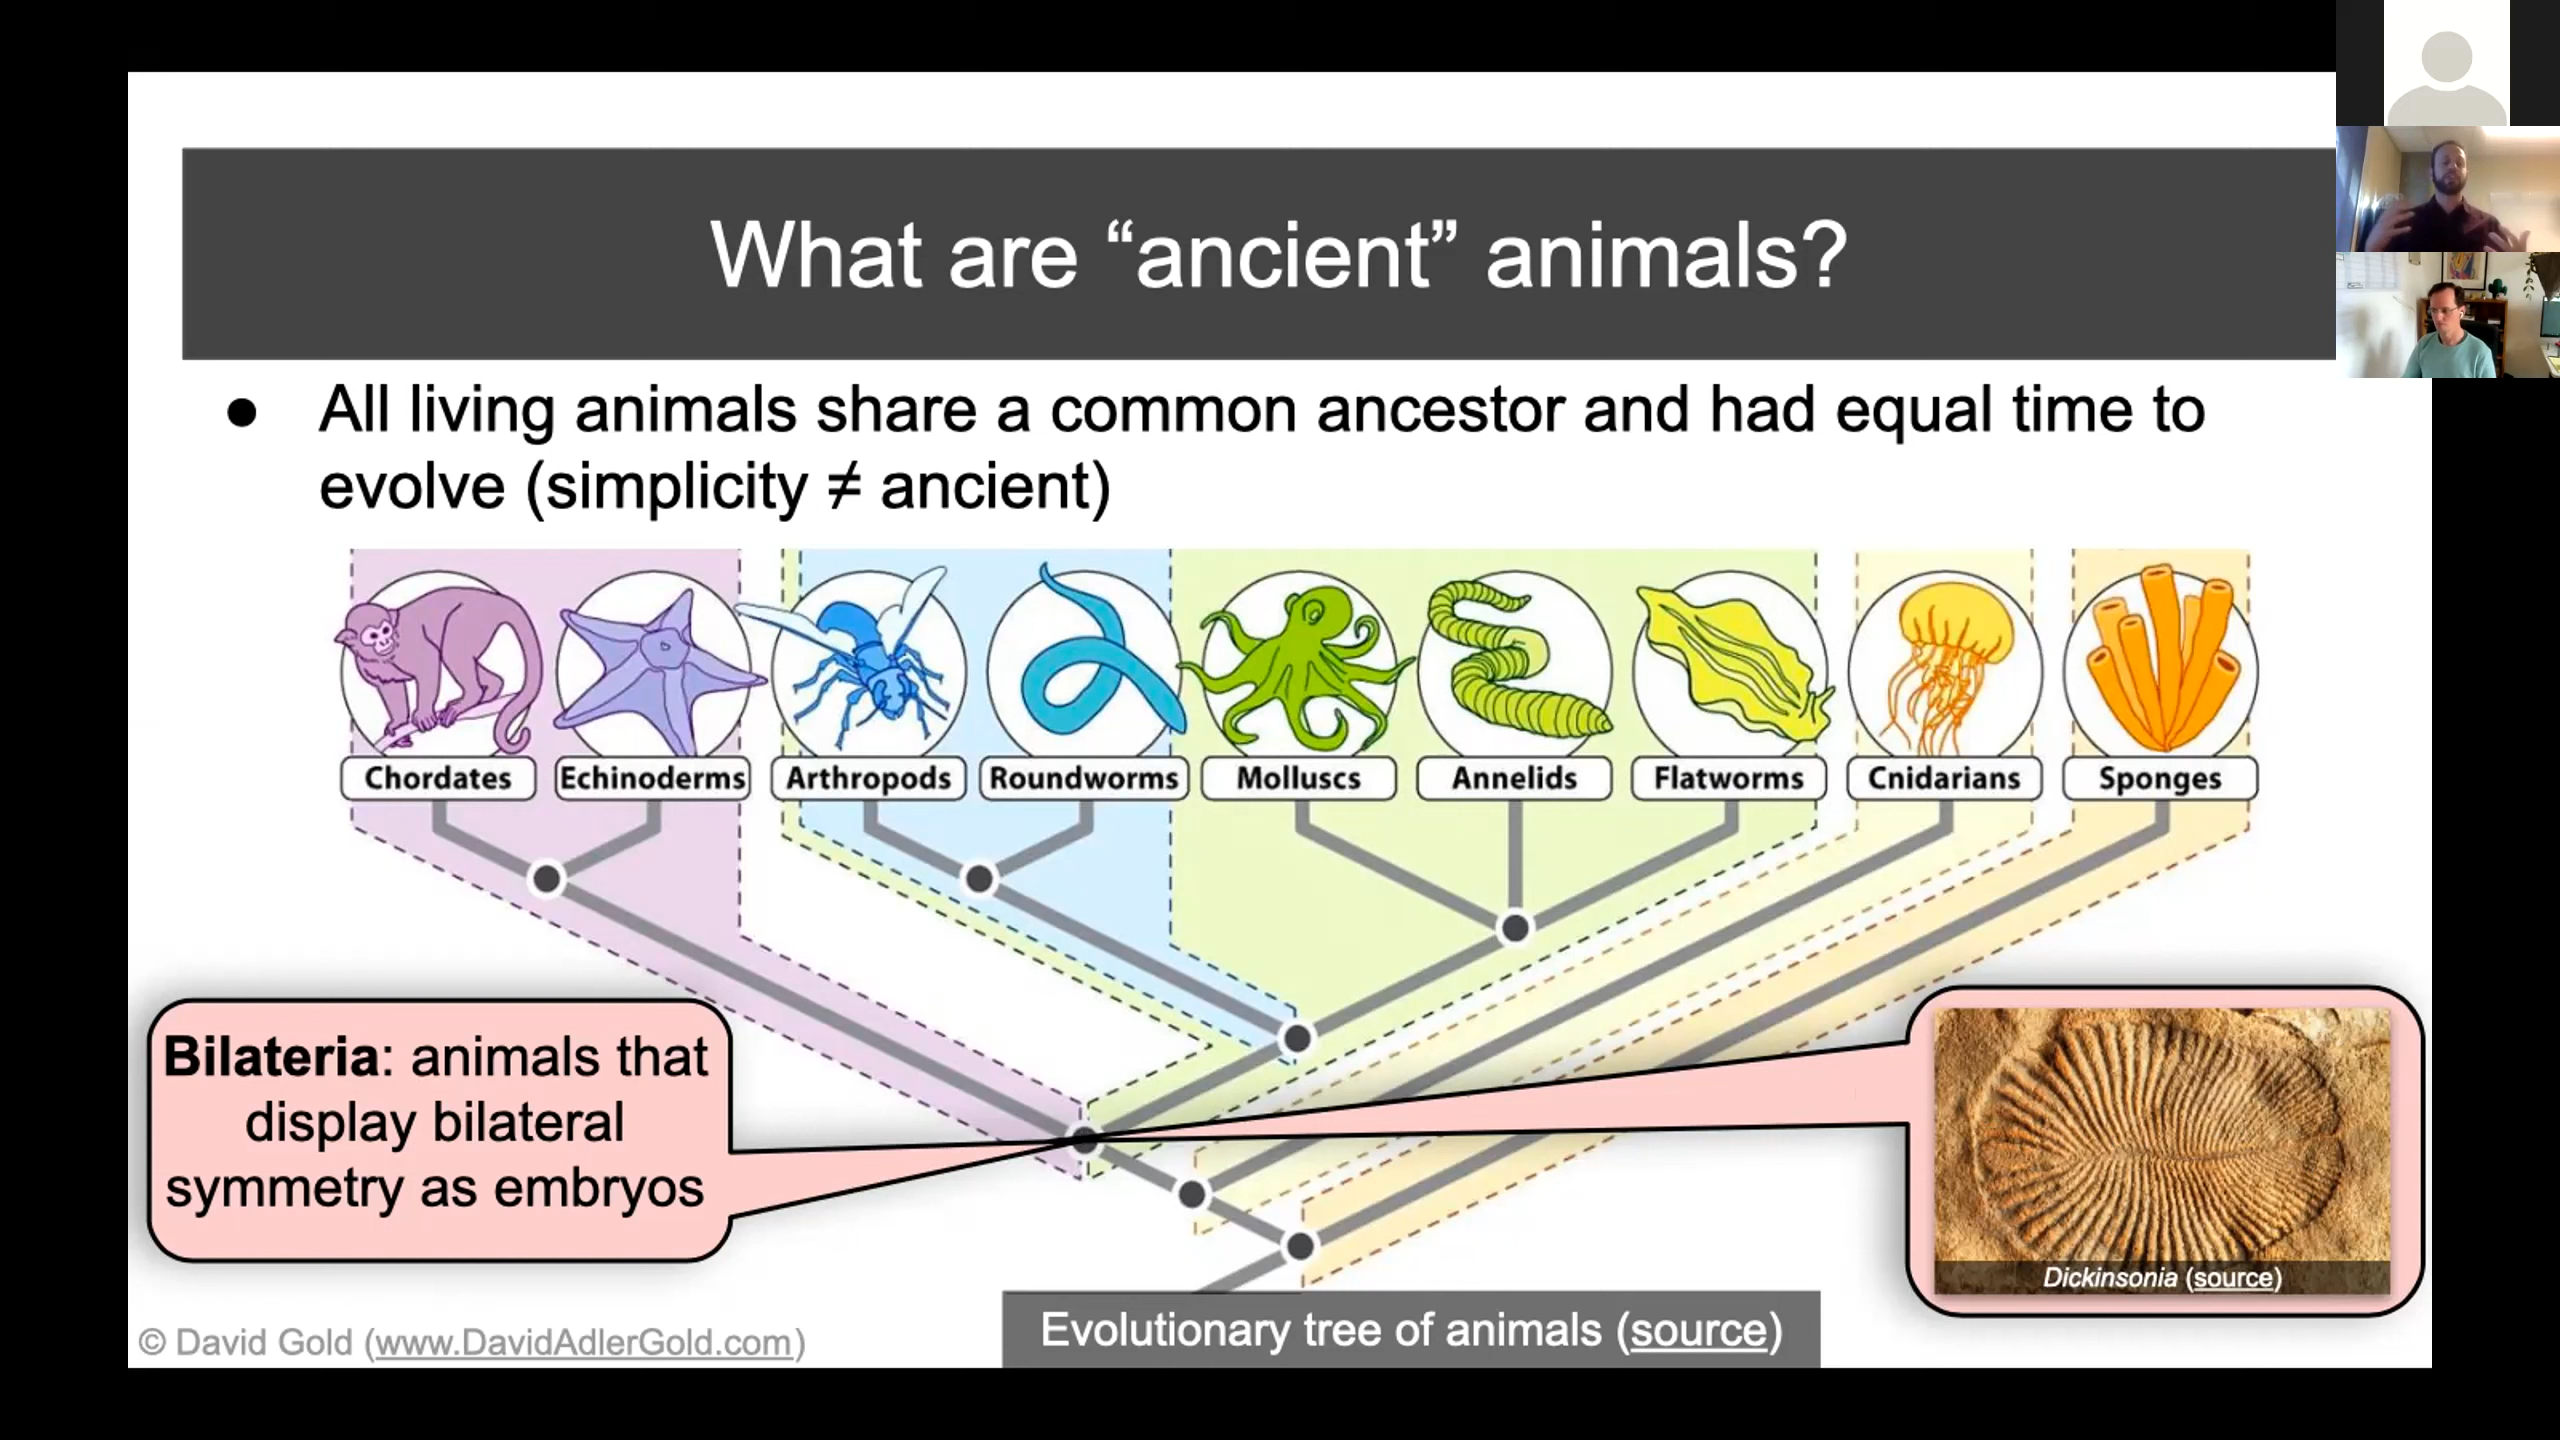 What are “ancient” animals?
● All living animals share a common ancestor and had equal time to
evolve (simplicity ≠ ancient)
Chordates
Echinoderms
Arthropods
Roundworms
Molluscs
Annelids
Flatworms
Cnidarians
Sponges
Bilateria: animals that
display bilateral
symmetry as embryos
Dickinsonia (source)
Evolutionary tree of animals (source)
© David Gold (www.DavidAdlerGold.com)